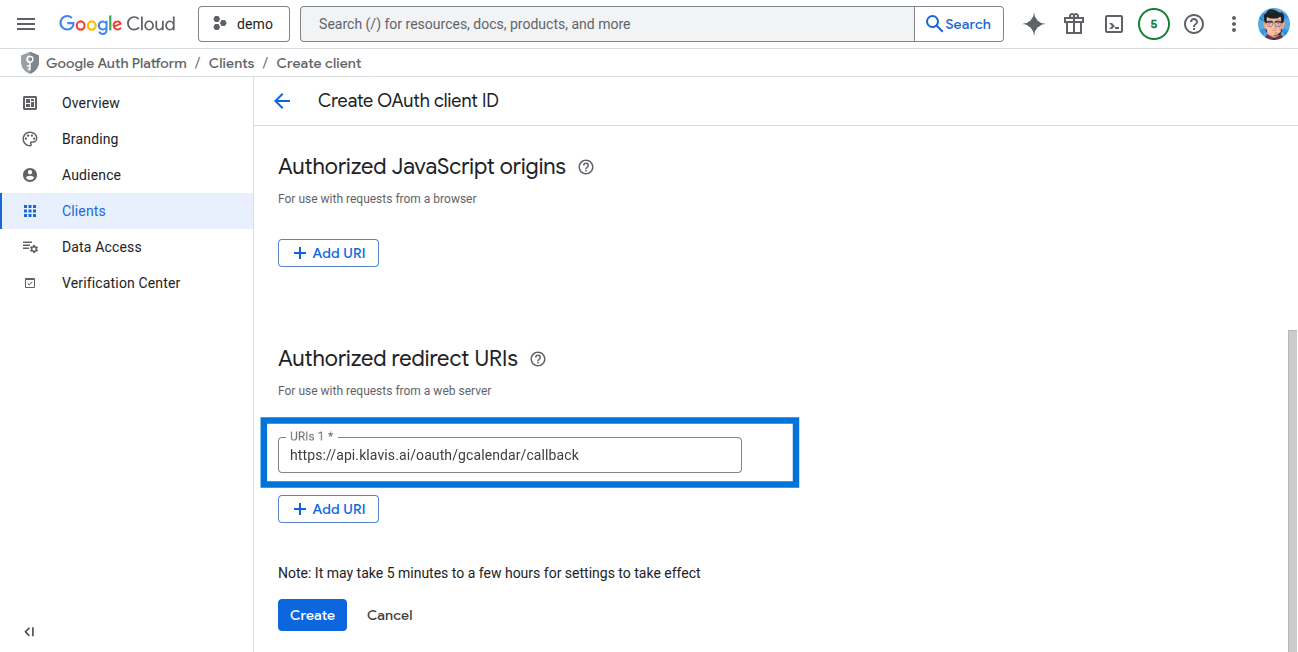 Google Cloud
demo
Search (/) for resources, docs, products, and more
Search
5
Google Auth Platform / Clients / Create client
Overview
Branding
Audience
Clients
Data Access
Verification Center
Create OAuth client ID
Authorized JavaScript origins
For use with requests from a browser
+ Add URI
Authorized redirect URIs
For use with requests from a web server
URIs 1 *
https://api.klavis.ai/oauth/gcalendar/callback
+ Add URI
Note: It may take 5 minutes to a few hours for settings to take effect
Create Cancel